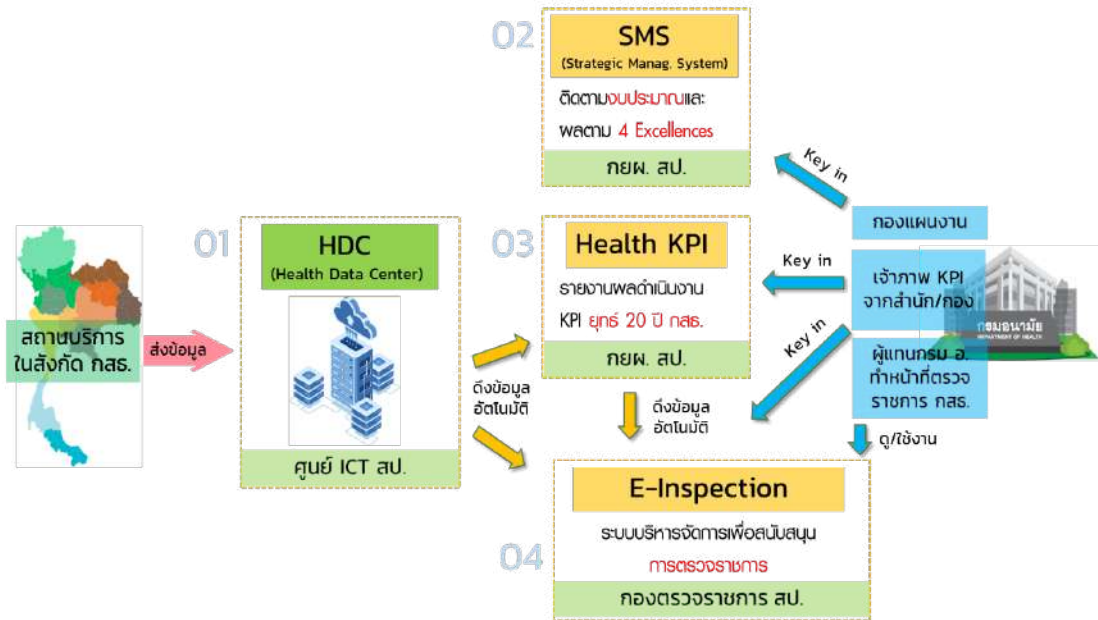 02
SMS
(Strategic Manag. System)
ติดตามงบประมาณและ
ผลตาม 4 Excellences
กยผ. สป.
Key in
กองแผนงาน
01
HDC
(Health Data Center)
03
Health KPI
รายงานผลดำเนินงาน
KPI ยุทธ์ 20 ปี กสธ.
กยผ. สป.
Key in
เจ้าภาพ KPI
จากสำนัก/กอง
กรมอนามัย
DEPARTMENT OF HEALTH
สถานบริการ
ในสังกัด กสธ.
ส่งข้อมูล
Key in
ผู้แทนกรม อ.
ทำหน้าที่ตรวจ
ราชการ กสธ.
ดึงข้อมูล
อัตโนมัติ
ดึงข้อมูล
อัตโนมัติ
ดู/ใช้งาน
ศูนย์ ICT สป.
04
E-Inspection
ระบบบริหารจัดการเพื่อสนับสนุน
การตรวจราชการ
กองตรวจราชการ สป.